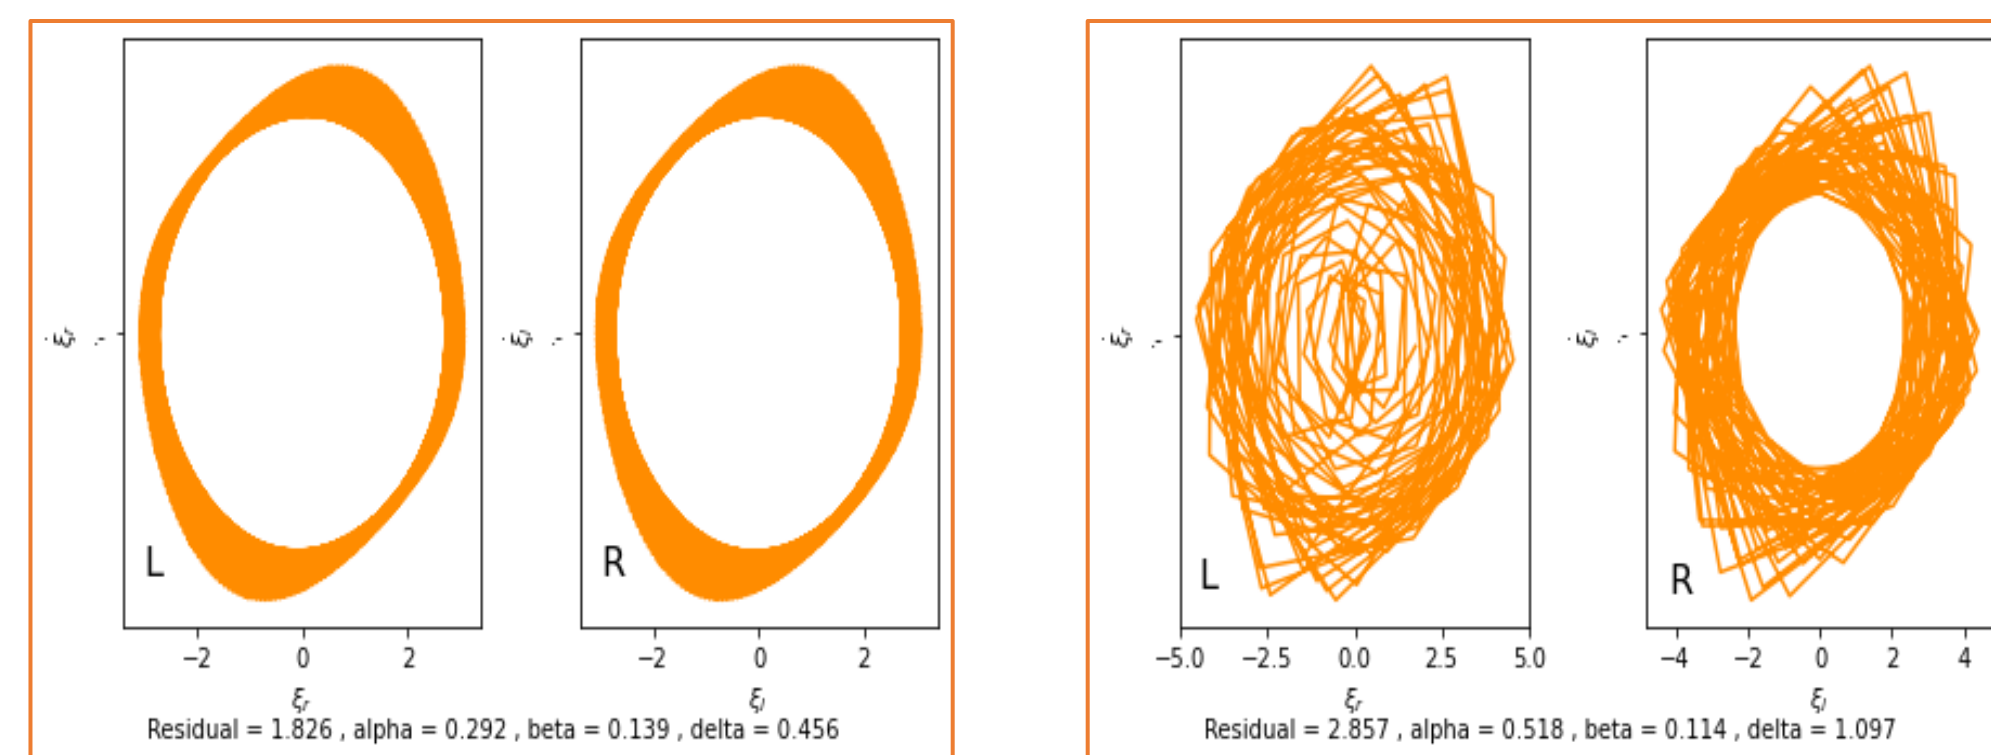 L
R
−2 0 2
−2 0 2
ξ̇r
ξ̇l
ξr
ξl
Residual = 1.826 , alpha = 0.292 , beta = 0.139 , delta = 0.456
L
R
−5.0 −2.5 0.0 2.5 5.0
−4 −2 0 2 4
ξ̇r
ξ̇l
ξr
ξl
Residual = 2.857 , alpha = 0.518 , beta = 0.114 , delta = 1.097